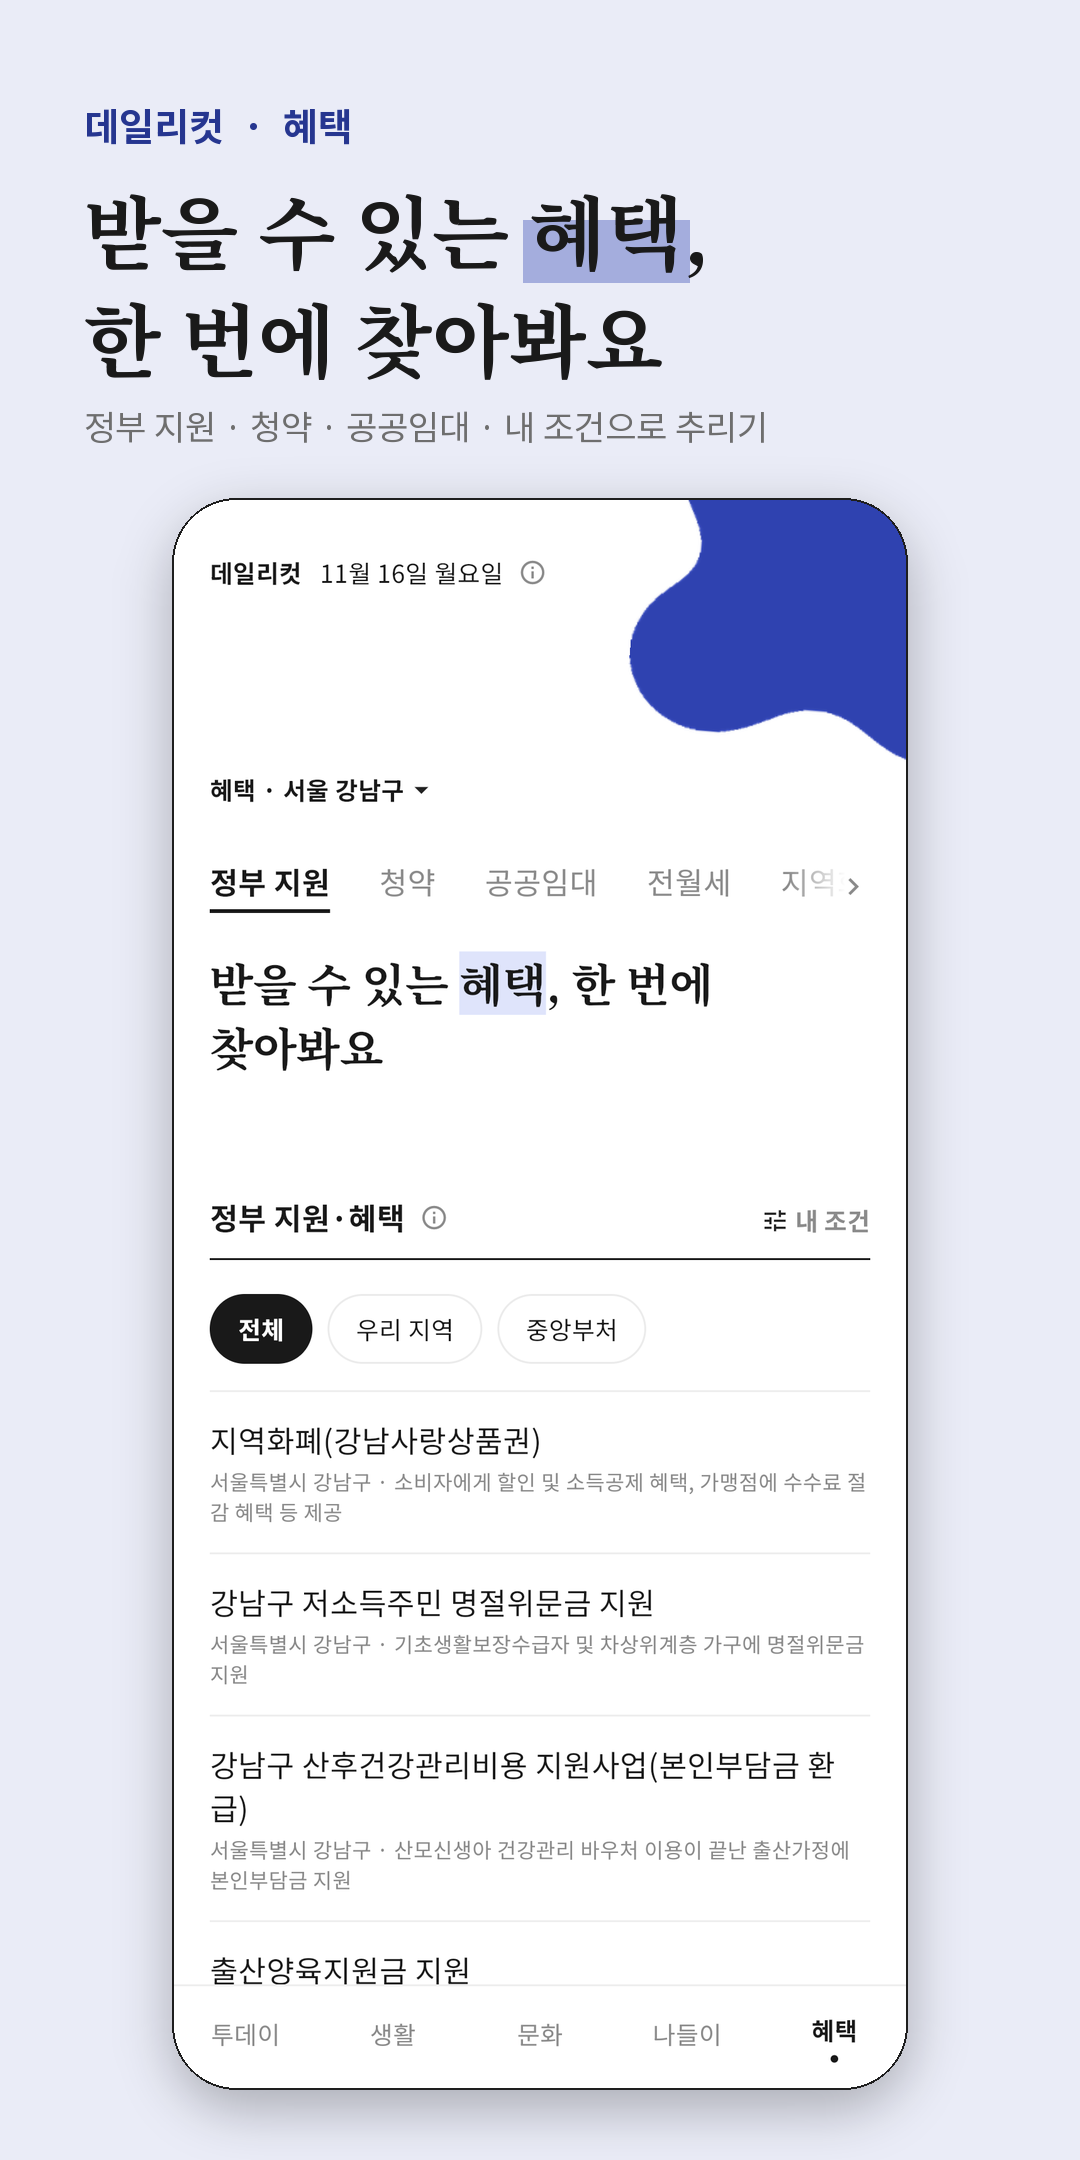 데일리컷 · 혜택
받을 수 있는 혜택,
한 번에 찾아봐요
정부 지원 · 청약 · 공공임대 · 내 조건으로 추리기
데일리컷 11월 16일 월요일
혜택 · 서울 강남구
정부 지원 청약 공공임대 전월세 지역
받을 수 있는 혜택, 한 번에
찾아봐요
정부 지원·혜택 내 조건
전체 우리 지역 중앙부처
지역화폐(강남사랑상품권)
서울특별시 강남구 · 소비자에게 할인 및 소득공제 혜택, 가맹점에 수수료 절
감 혜택 등 제공
강남구 저소득주민 명절위문금 지원
서울특별시 강남구 · 기초생활보장수급자 및 차상위계층 가구에 명절위문금
지원
강남구 산후건강관리비용 지원사업(본인부담금 환
급)
서울특별시 강남구 · 산모신생아 건강관리 바우처 이용이 끝난 출산가정에
본인부담금 지원
출산양육지원금 지원
투데이 생활 문화 나들이 혜택